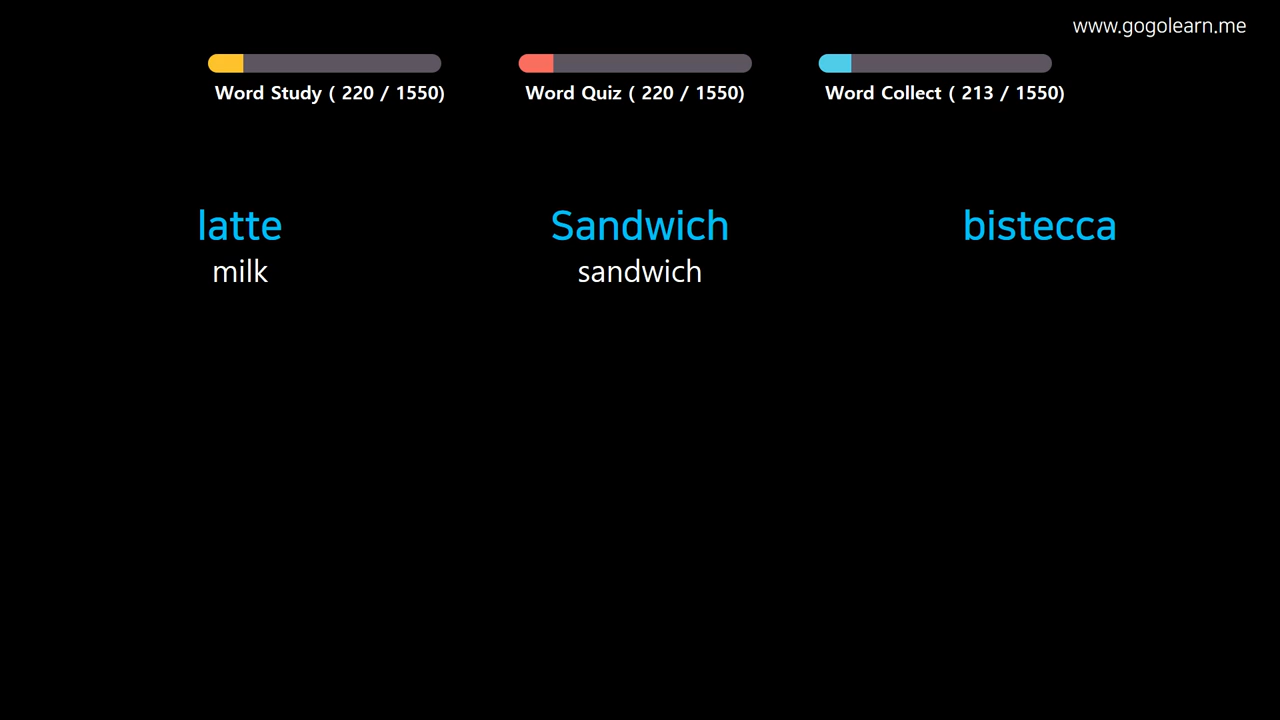 www.gogolearn.me
Word Study ( 220 / 1550)
Word Quiz ( 220 / 1550)
Word Collect ( 213 / 1550)
latte
milk
Sandwich
sandwich
bistecca